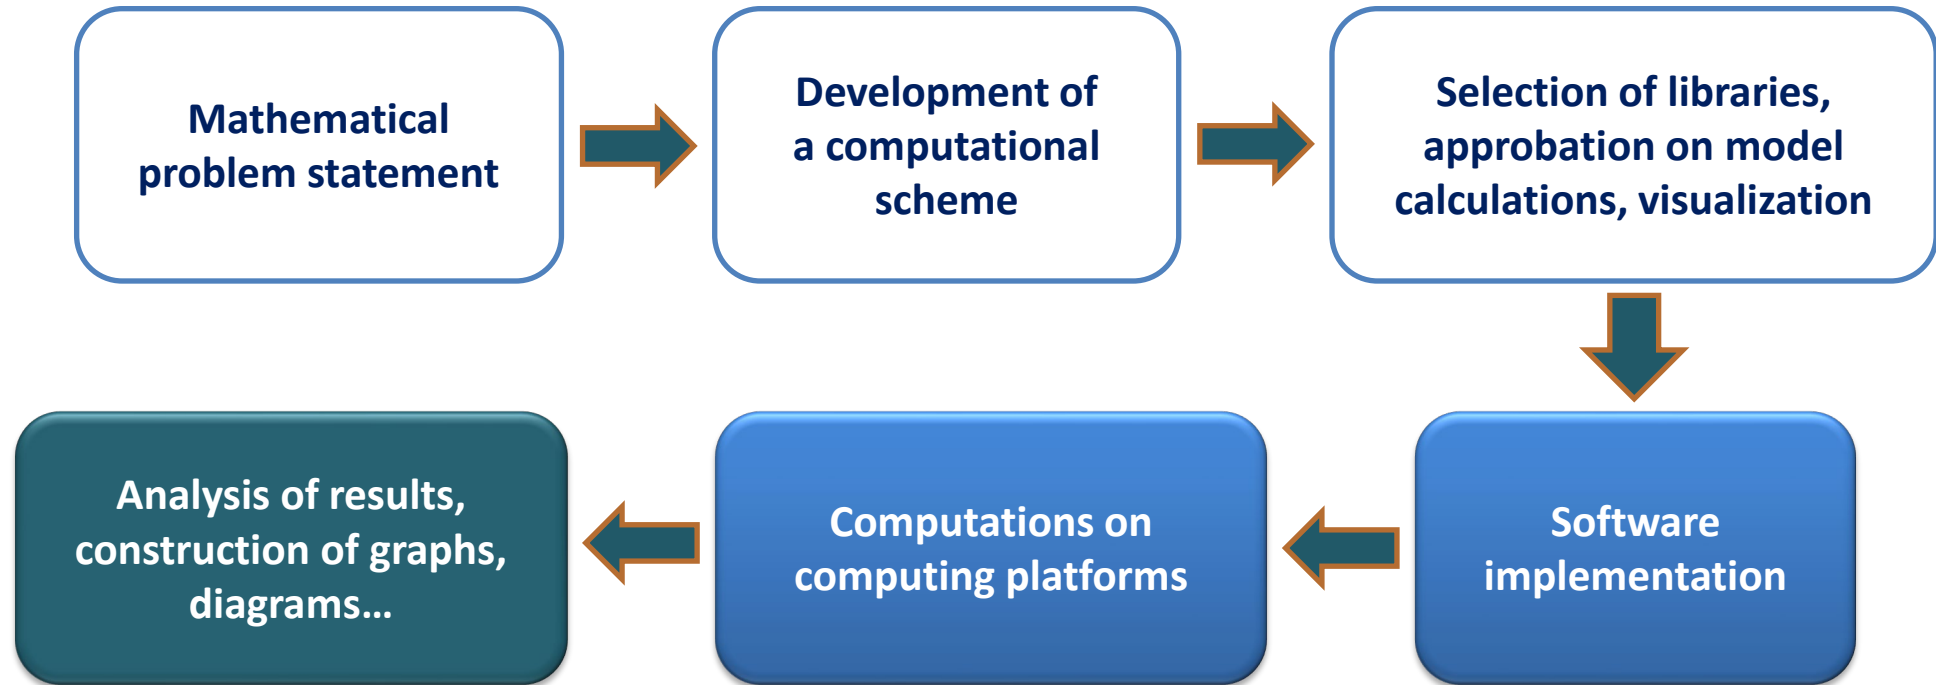 Mathematical
problem statement
Development of
a computational
scheme
Selection of libraries,
approbation on model
calculations, visualization
Software
implementation
Computations on
computing platforms
Analysis of results,
construction of graphs,
diagrams...